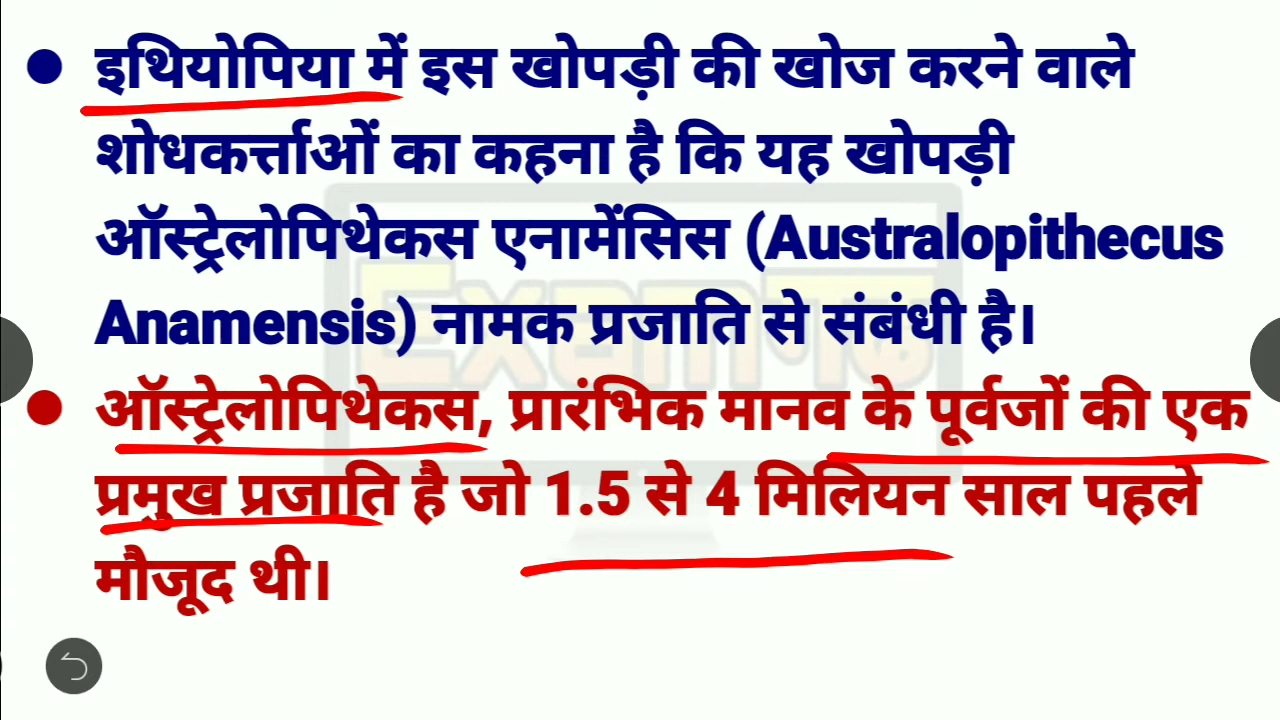 ● इथियोपिया में इस खोपड़ी की खोज करने वाले
शोधकर्त्ताओं का कहना है कि यह खोपड़ी
ऑस्ट्रेलोपिथेकस एनामेंसिस (Australopithecus
Anamensis) नामक प्रजाति से संबंधी है।
● ऑस्ट्रेलोपिथेकस, प्रारंभिक मानव के पूर्वजों की एक
प्रमुख प्रजाति है जो 1.5 से 4 मिलियन साल पहले
मौजूद थी।